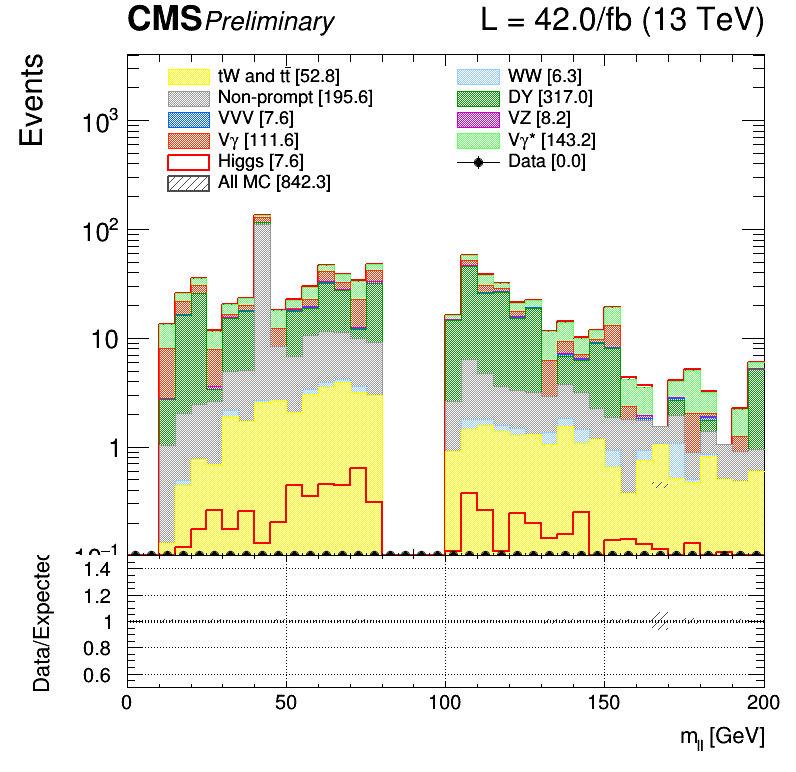 CMS Preliminary L = 42.0/fb (13 TeV)
Events
tW and tt̄ [52.8]
Non-prompt [195.6]
VVV [7.6]
Vγ [111.6]
Higgs [7.6]
All MC [842.3]
WW [6.3]
DY [317.0]
VZ [8.2]
Vγ* [143.2]
Data [0.0]
10³
10²
10
1
10⁻¹
Data/Expected
1.4
1.2
1
0.8
0.6
0 50 100 150 200
m_ll [GeV]